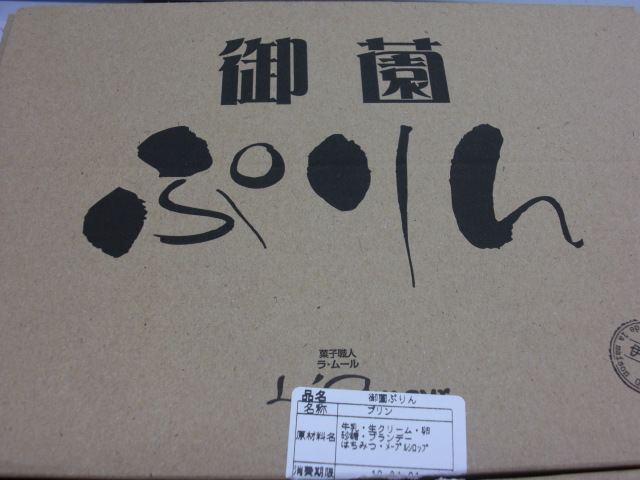 御薗
ぷりん
菓子職人
ラ・ムール
品名 御薗ぷりん
名称 プリン
原材料名 牛乳・生クリーム・卵
砂糖・ブランデー
はちみつ・メープルシロップ
消費期限